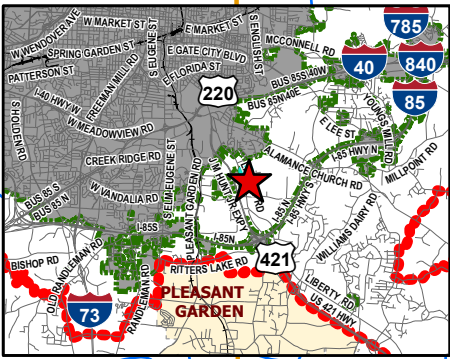 785
W WENDOVER AVE
W MARKET ST
E MARKET ST
S EUGENE ST
S ENGLISH ST
MCCONNELL RD
SPRING GARDEN ST
E GATE CITY BLVD
40
840
PATTERSON ST
E FLORIDA ST
FREEMAN MILL RD
BUS 85S\40W
220
85
I-40 HWY W
BUS 85N\40E
YOUNGS MILL RD
S HOLDEN RD
W MEADOWVIEW RD
E LEE ST
I-85 HWY N
CREEK RIDGE RD
ALAMANCE CHURCH RD
MILLPOINT RD
S ELM-EUGENE ST
PLEASANT GARDEN RD
J M HUNT JR EXPY
RD
W VANDALIA RD
I-85 N
I-85 HWY S
BUS 85 S
BUS 85 N
I-85S
WILLIAMS DAIRY RD
I-85N
421
BISHOP RD
OLD RANDLEMAN RD
RANDLEMAN RD
RITTERS LAKE RD
LIBERTY RD
US 421 HWY
73
PLEASANT
GARDEN